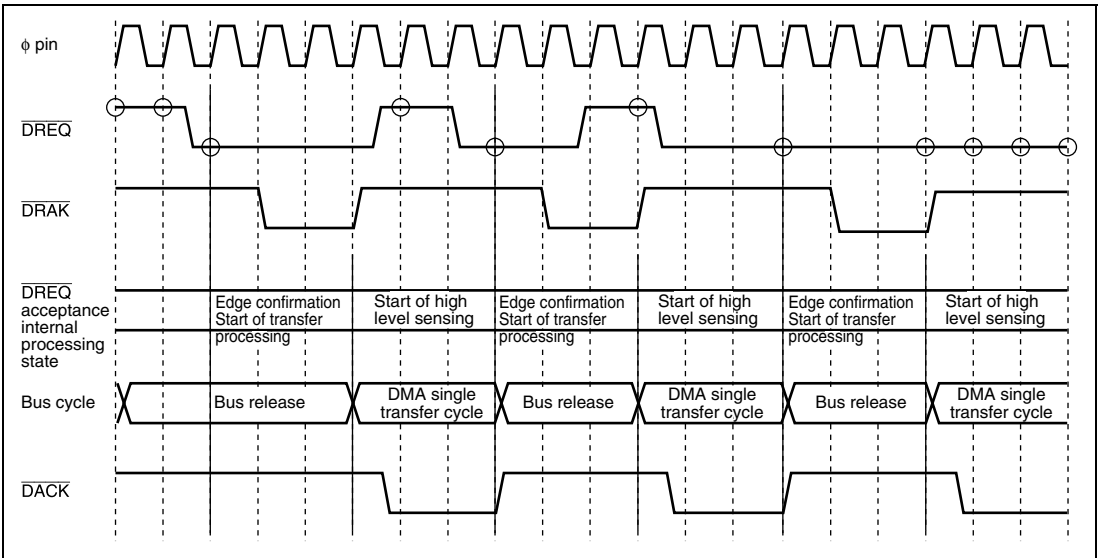 ϕ pin
DREQ
DRAK
DREQ
acceptance
internal
processing
state
Edge confirmation
Start of transfer
processing
Start of high
level sensing
Edge confirmation
Start of transfer
processing
Start of high
level sensing
Edge confirmation
Start of transfer
processing
Start of high
level sensing
Bus cycle
Bus release
DMA single
transfer cycle
Bus release
DMA single
transfer cycle
Bus release
DMA single
transfer cycle
DACK